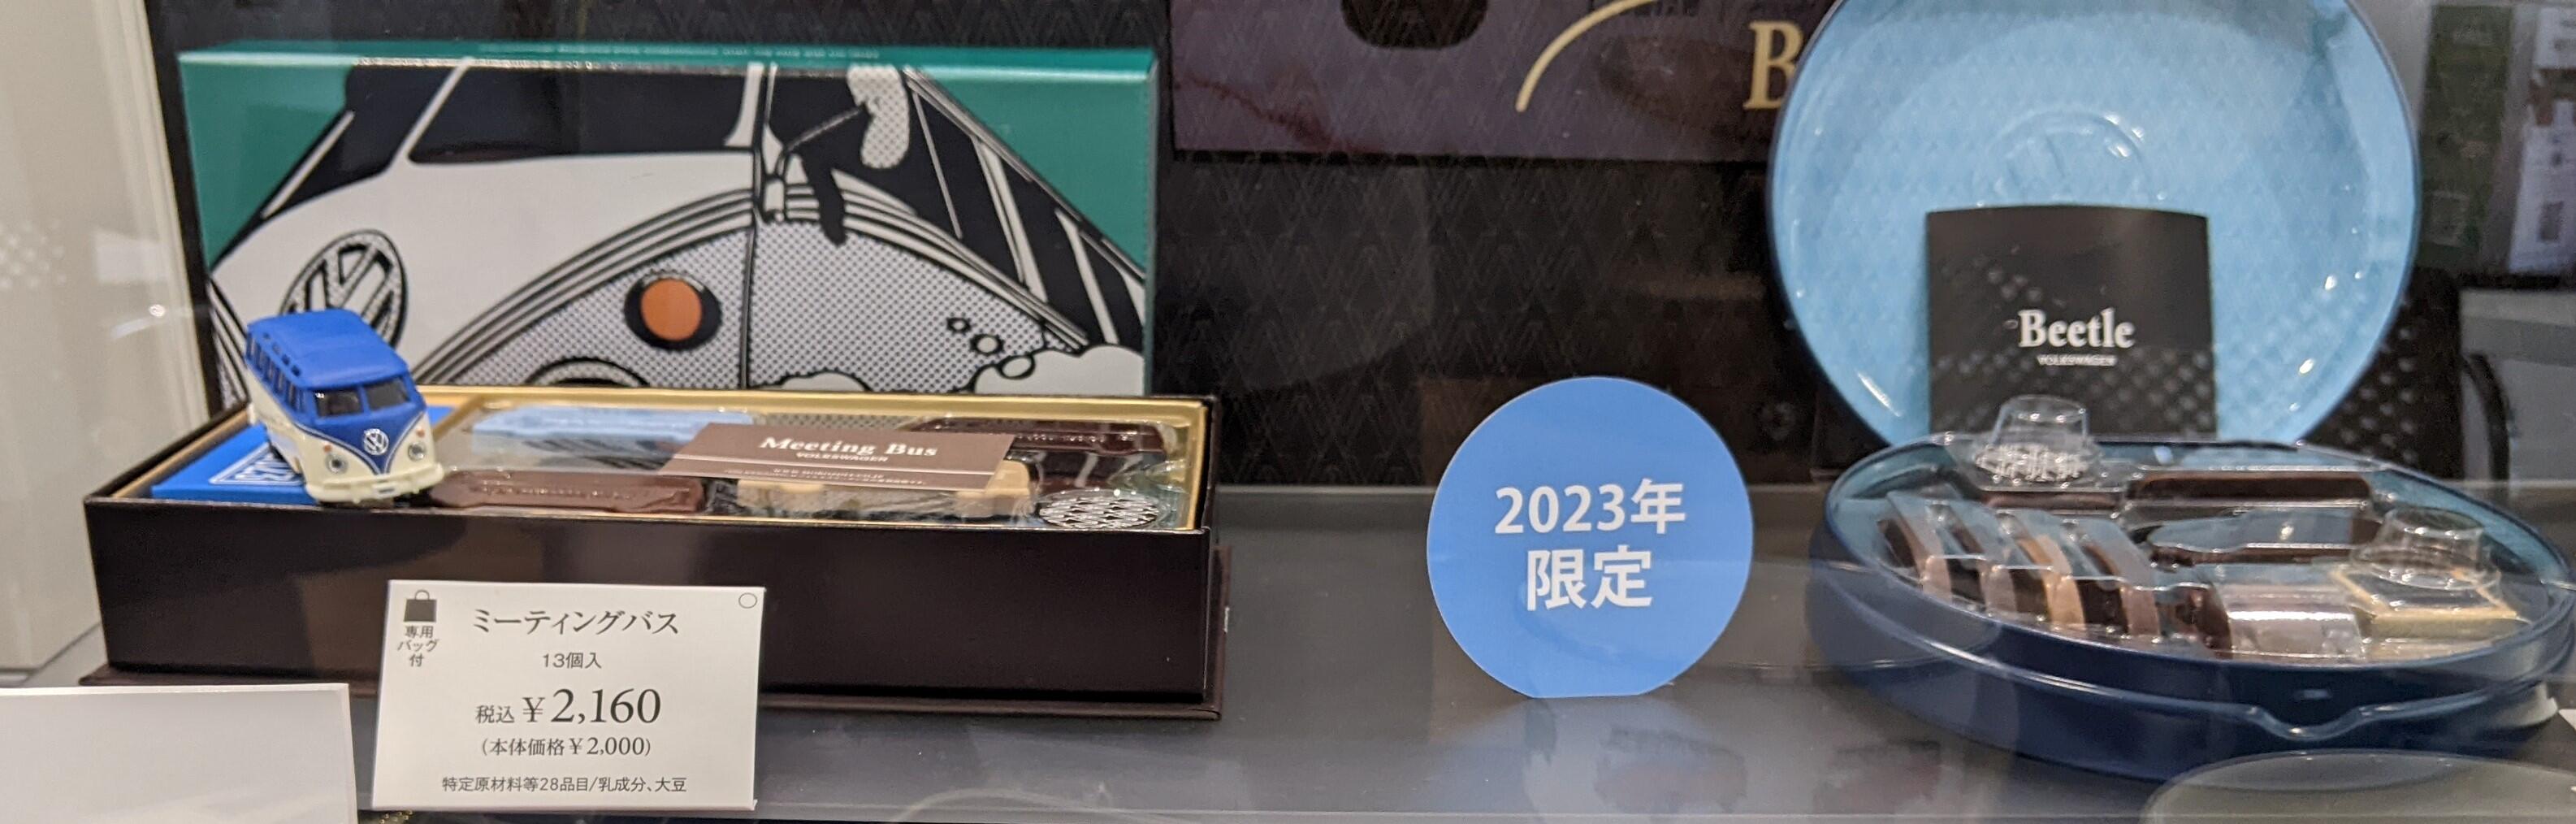 B
Beetle
VOLKSWAGEN
Meeting Bus
VOLKSWAGEN
2023年
限定
専用
バッグ
付
ミーティングバス
13個入
税込 ¥2,160
(本体価格¥2,000)
特定原材料等28品目/乳成分、大豆